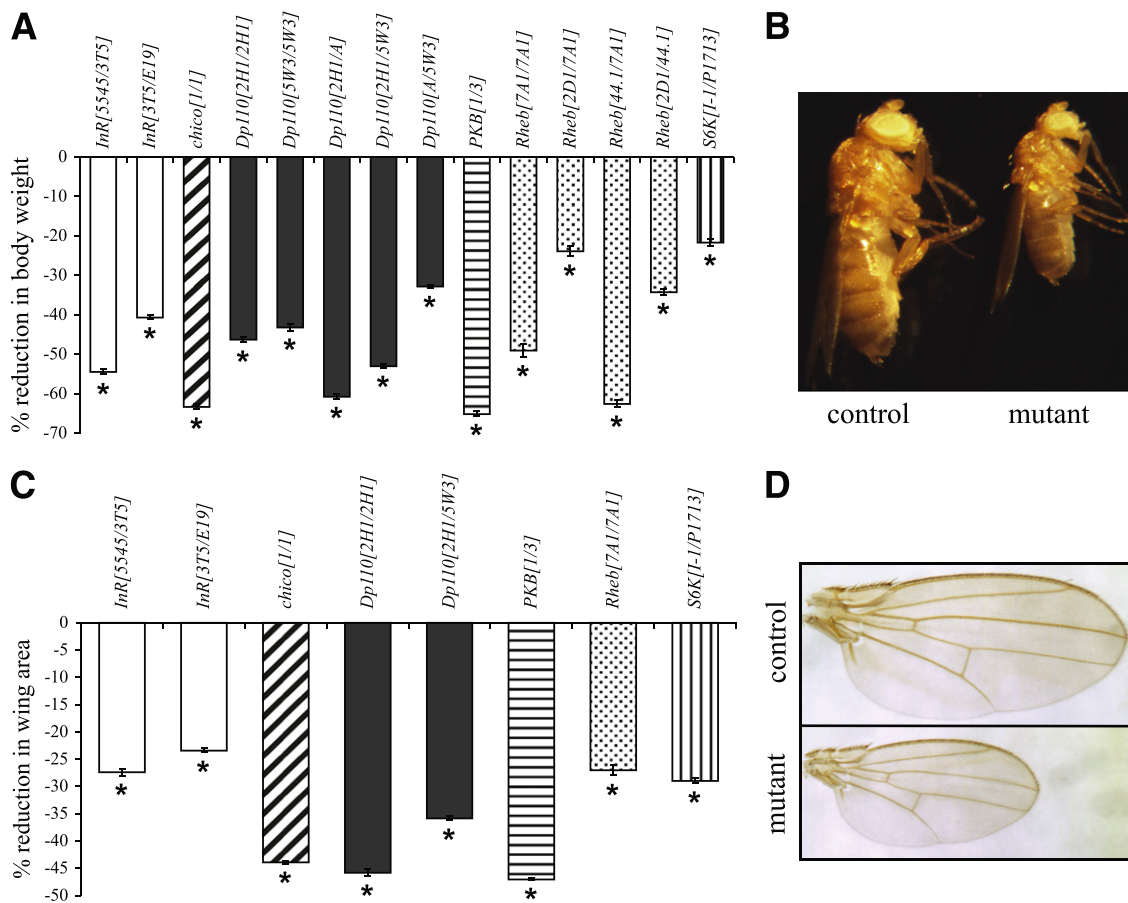 A
InR[5545/3T5]
InR[3T5/E19]
chico[1/1]
Dp110[2H1/2H1]
Dp110[5W3/5W3]
Dp110[2H1/A]
Dp110[2H1/5W3]
Dp110[A/5W3]
PKB[1/3]
Rheb[7A1/7A1]
Rheb[2D1/7A1]
Rheb[44.1/7A1]
Rheb[2D1/44.1]
S6K[l-1/P1713]
% reduction in body weight
0
-10
-20
-30
-40
-50
-60
-70
* * * * * * * * * * * * * *
B
control
mutant
C
InR[5545/3T5]
InR[3T5/E19]
chico[1/1]
Dp110[2H1/2H1]
Dp110[2H1/5W3]
PKB[1/3]
Rheb[7A1/7A1]
S6K[l-1/P1713]
% reduction in wing area
0
-5
-10
-15
-20
-25
-30
-35
-40
-45
-50
* * * * * * * *
D
control
mutant